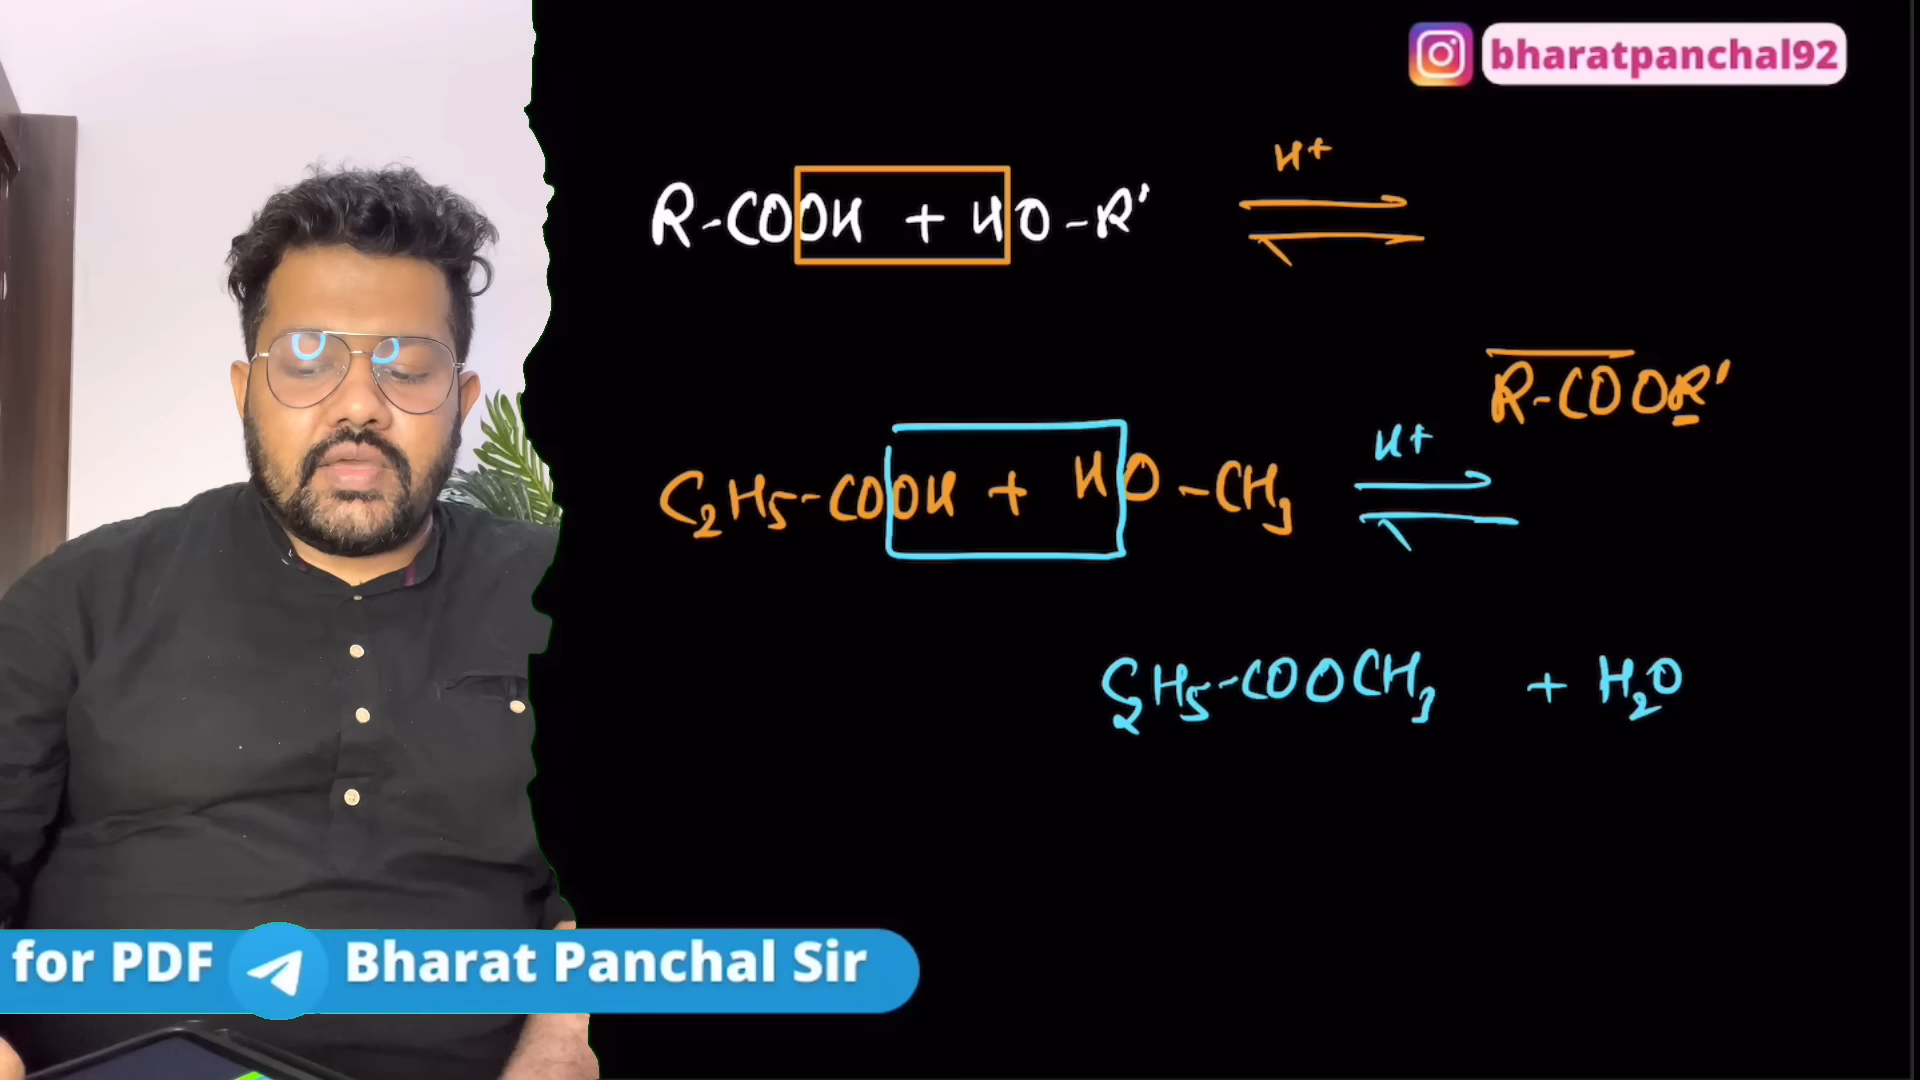 bharatpanchal92
H+
R-COOH + HO-R'
R-COOR'
H+
C2H5-COOH + HO-CH3
C2H5-COOCH3 + H2O
for PDF Bharat Panchal Sir